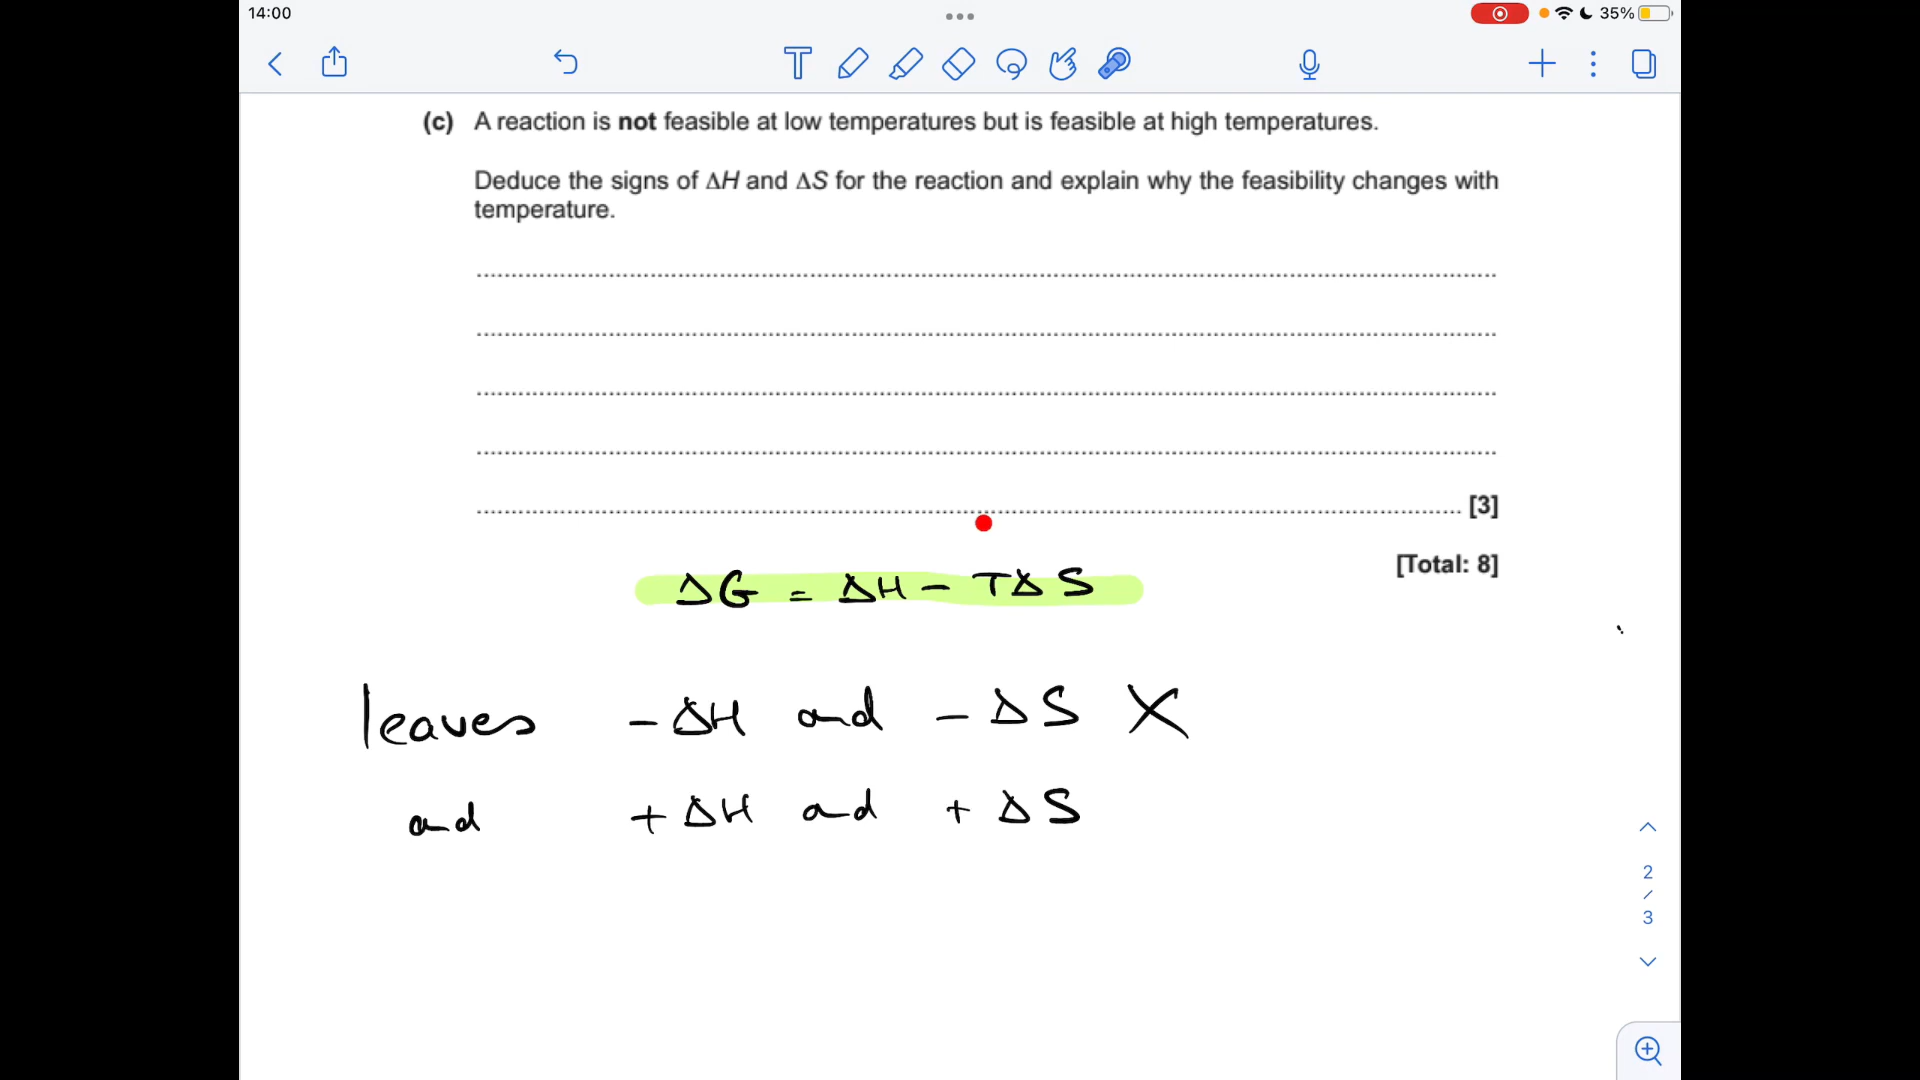 14:00
35%
T
(c) A reaction is not feasible at low temperatures but is feasible at high temperatures.
Deduce the signs of ΔH and ΔS for the reaction and explain why the feasibility changes with
temperature.
[3]
[Total: 8]
ΔG = ΔH – TΔS
leaves – ΔH and – ΔS X
and + ΔH and + ΔS
2
/
3